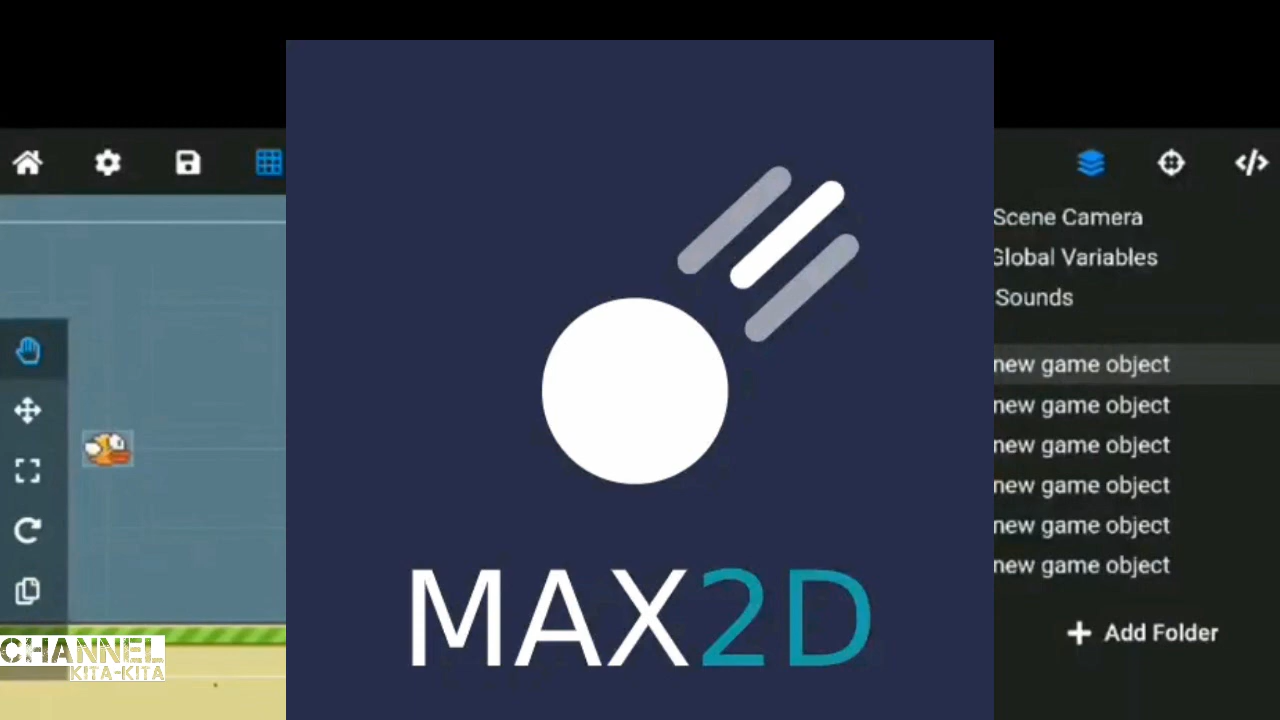 Scene Camera
Global Variables
Sounds
new game object
new game object
new game object
new game object
new game object
new game object
Add Folder
MAX2D
CHANNEL
KITA-KITA